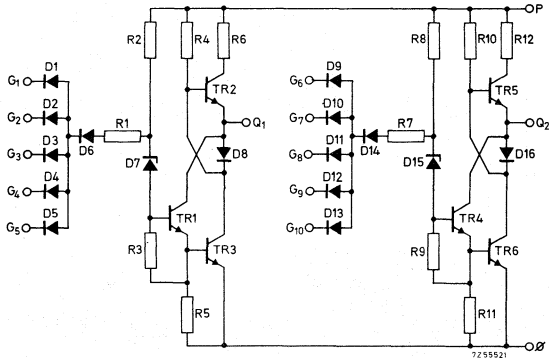 P
R2 R4 R6 R8 R10 R12
D1 D9
G1 G6
TR2 TR5
D2 D10
G2 Q1 G7 Q2
R1 R7
D3 D11
G3 D6 D8 G8 D14 D16
D7 D15
D4 D12
G4 G9
D5 TR1 D13 TR4
G5 G10
R3 TR3 R9 TR6
R5 R11
0
7Z55521